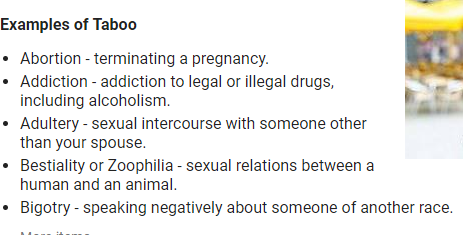 Examples of Taboo
• Abortion - terminating a pregnancy.
• Addiction - addiction to legal or illegal drugs,
including alcoholism.
• Adultery - sexual intercourse with someone other
than your spouse.
• Bestiality or Zoophilia - sexual relations between a
human and an animal.
• Bigotry - speaking negatively about someone of another race.
More items